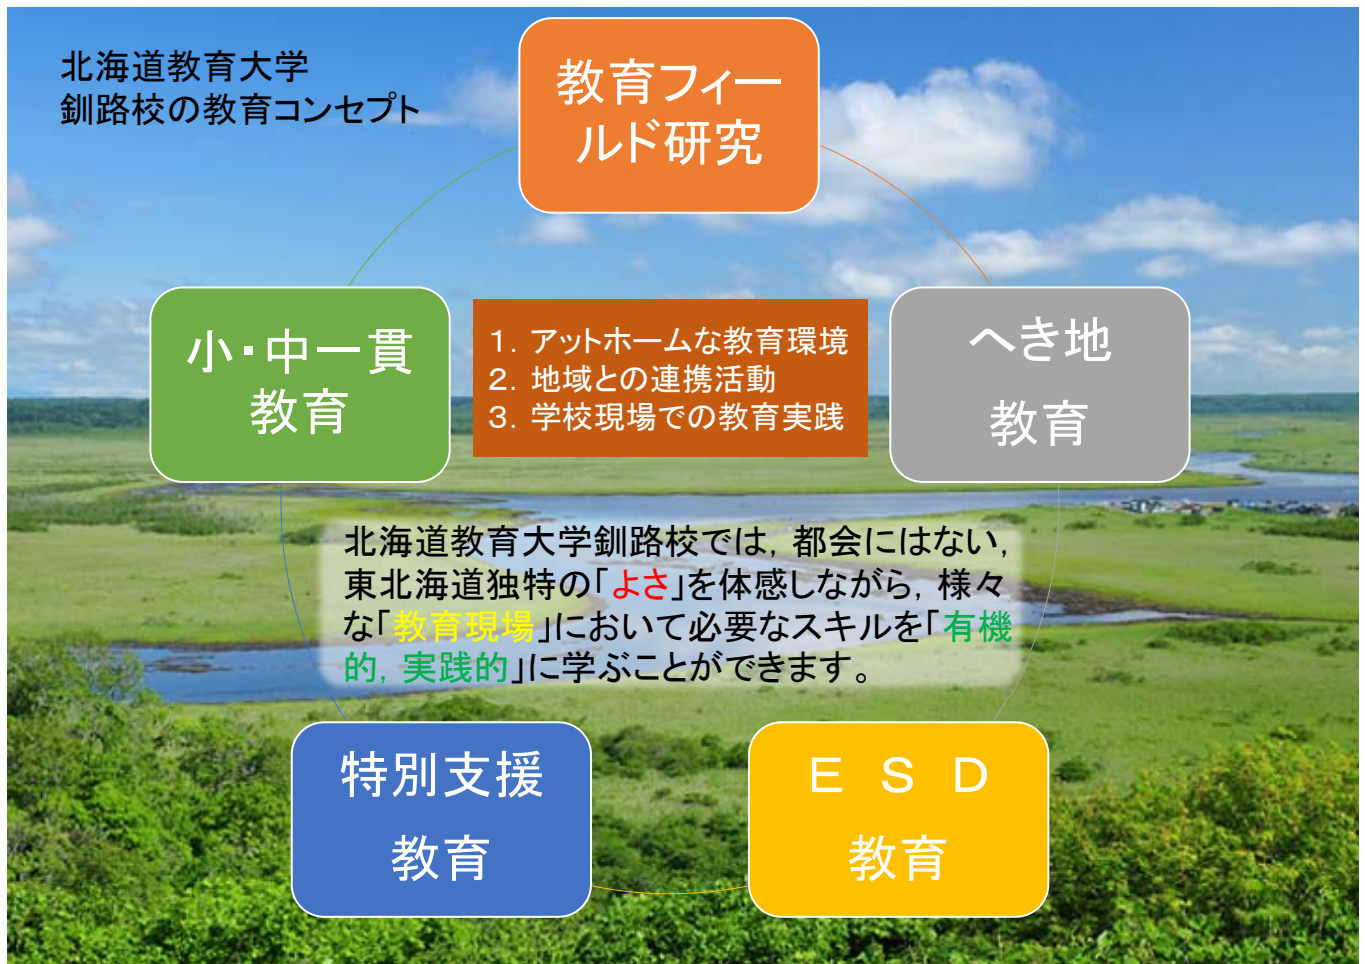 北海道教育大学
釧路校の教育コンセプト
教育フィー
ルド研究
小・中一貫
教育
1. アットホームな教育環境
2. 地域との連携活動
3. 学校現場での教育実践
へき地
教育
北海道教育大学釧路校では, 都会にはない,
東北海道独特の「よさ」を体感しながら, 様々
な「教育現場」において必要なスキルを「有機
的, 実践的」に学ぶことができます。
特別支援
教育
E S D
教育